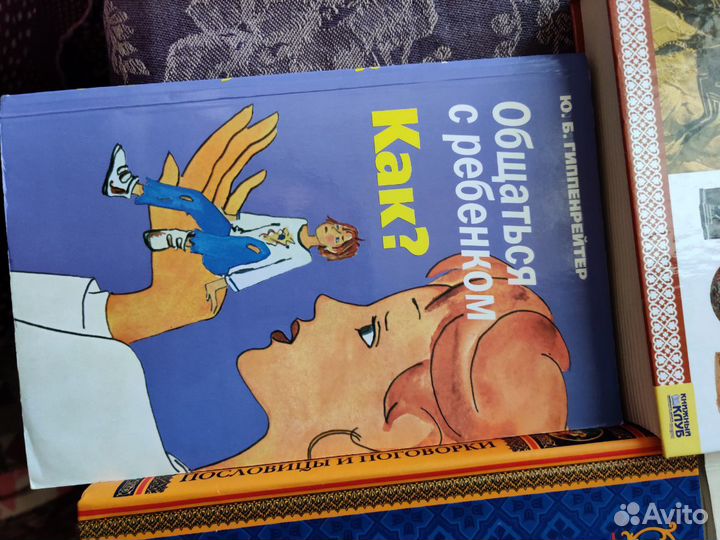 Ю. Б. ГИППЕНРЕЙТЕР
Общаться
с ребенком
Как?
ПОСЛОВИЦЫ И ПОГОВОРКИ
КНИЖНЫЙ
КЛУБ
Avito